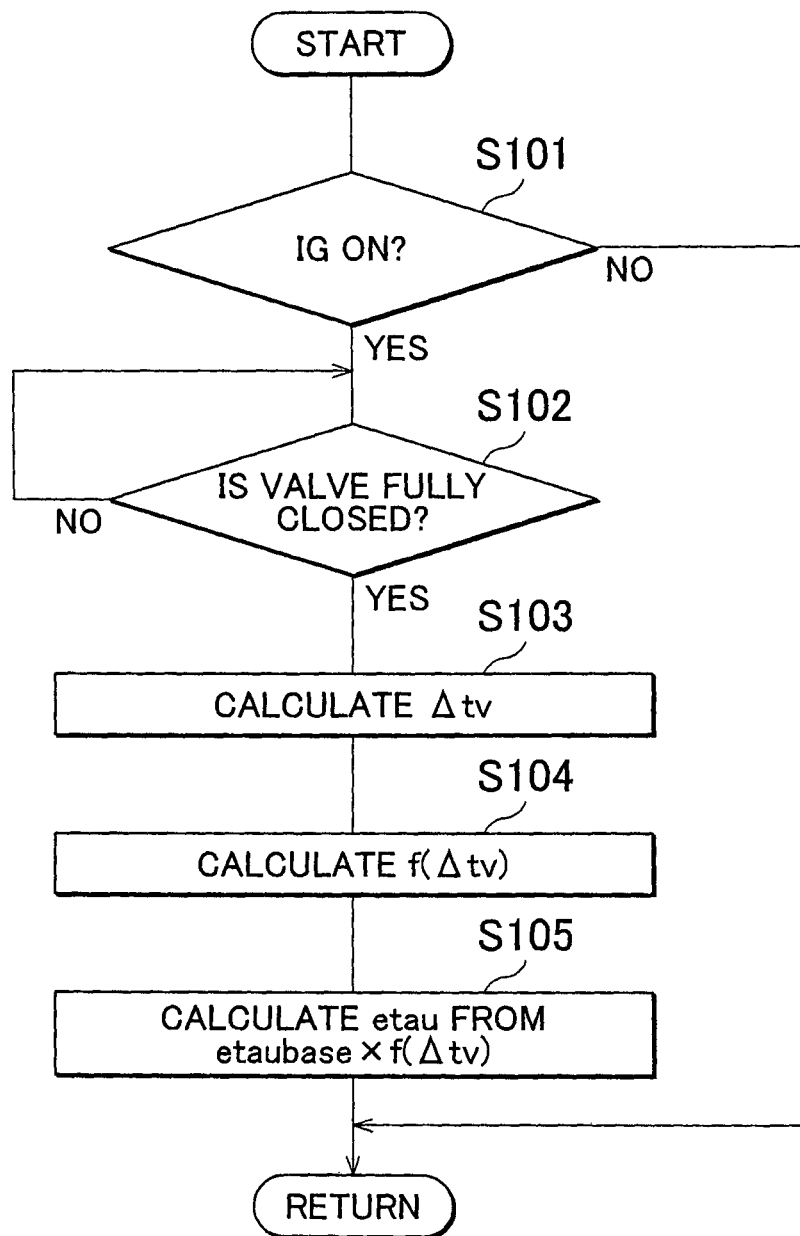 START
S101
IG ON?
NO
YES
S102
IS VALVE FULLY
CLOSED?
NO
YES
S103
CALCULATE Δtv
S104
CALCULATE f(Δtv)
S105
CALCULATE etau FROM
etaubase × f(Δtv)
RETURN